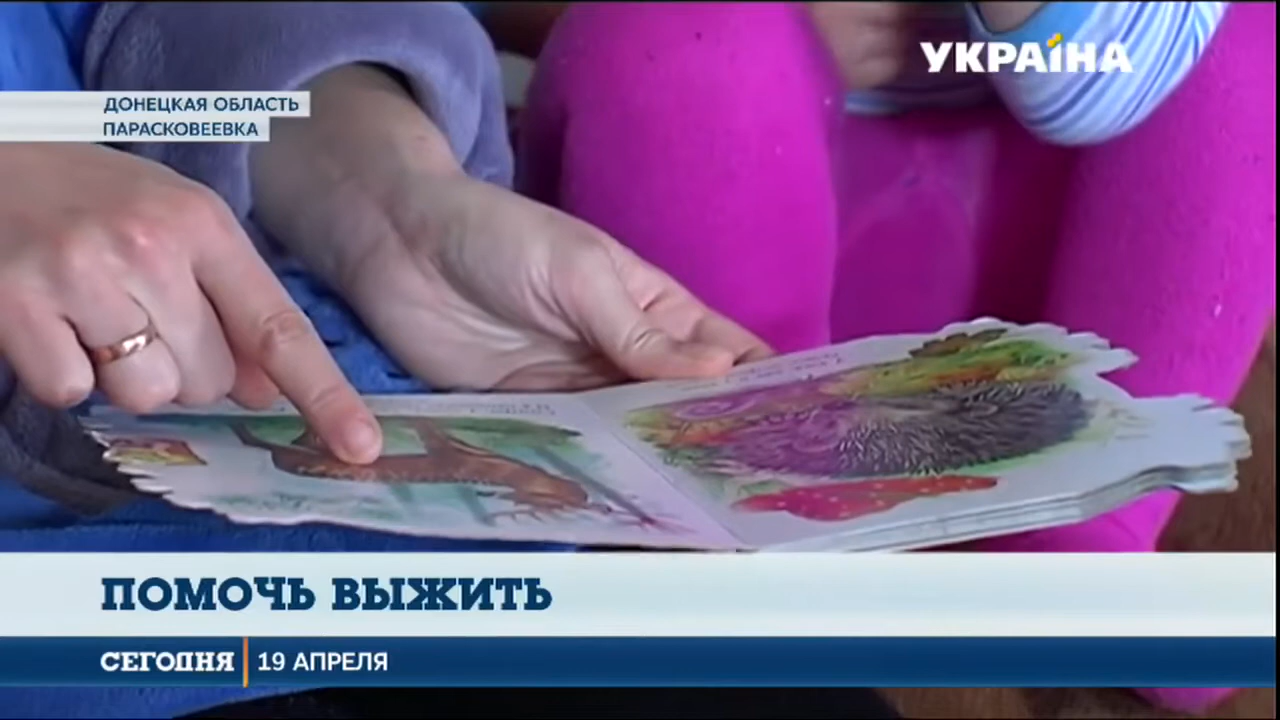 УКРАЇНА
ДОНЕЦКАЯ ОБЛАСТЬ
ПАРАСКОВЕЕВКА
ПОМОЧЬ ВЫЖИТЬ
СЕГОДНЯ 19 АПРЕЛЯ